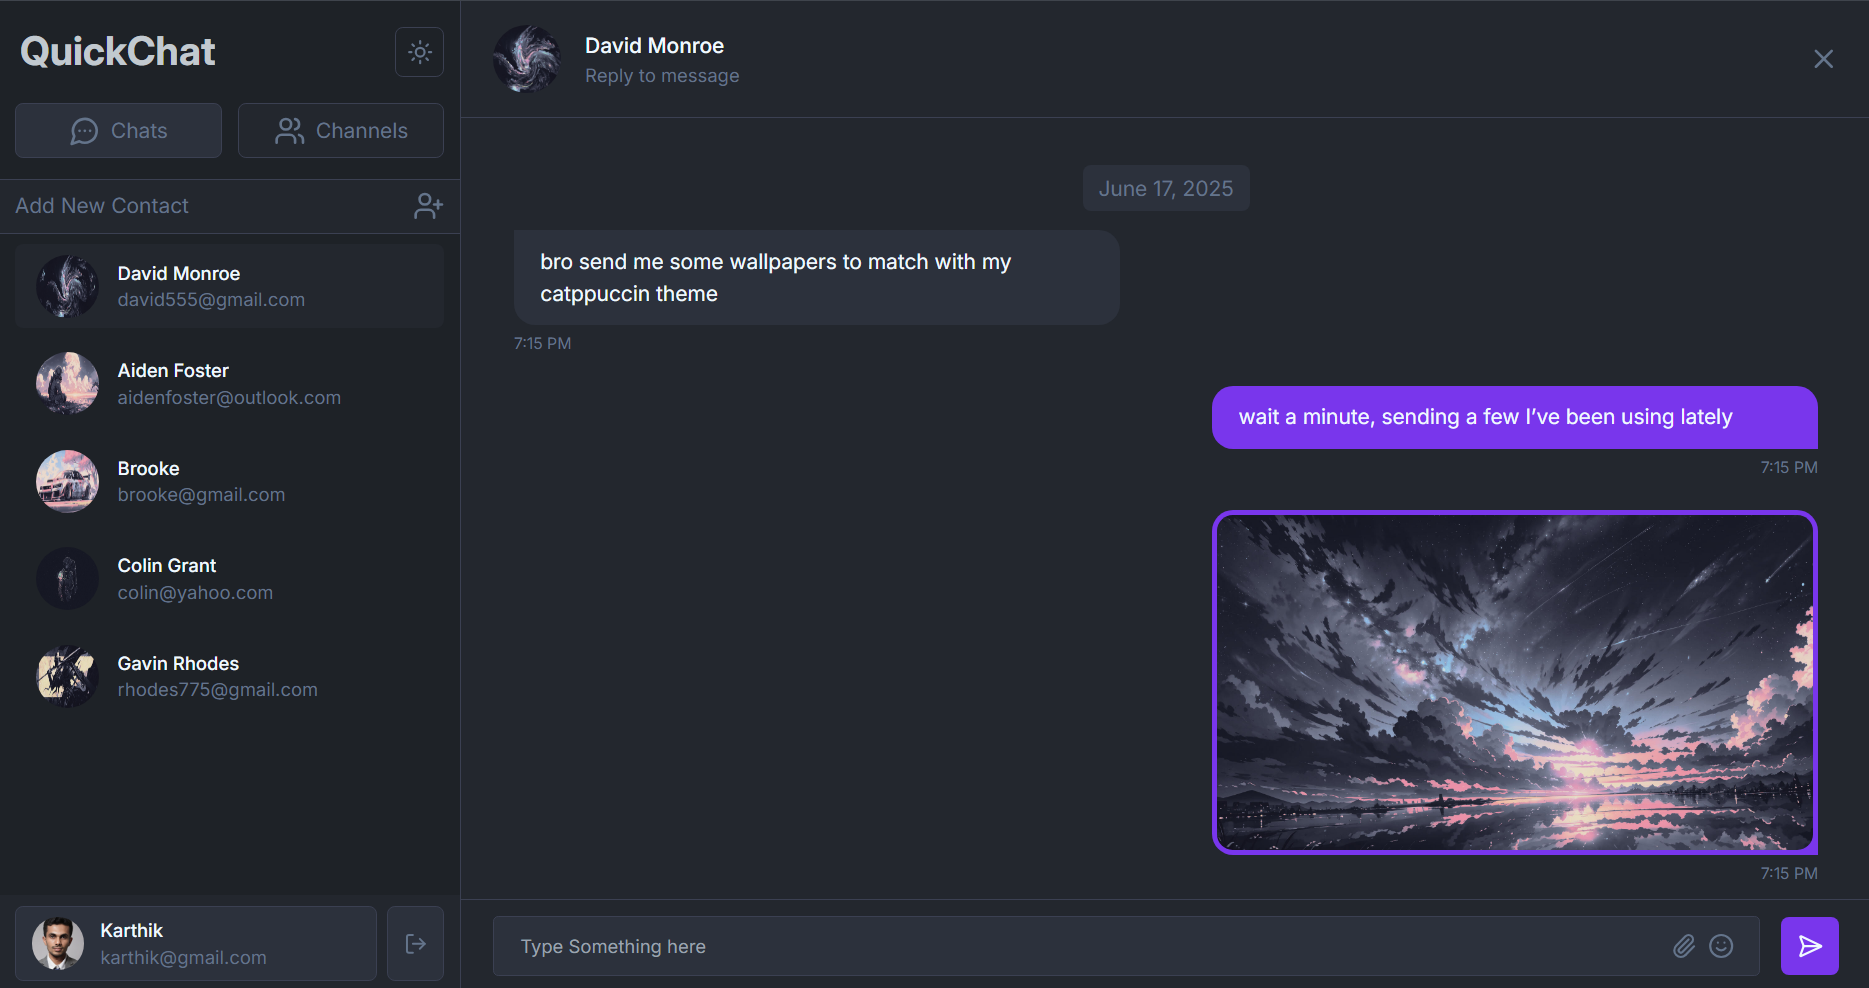 QuickChat
Chats
Channels
Add New Contact
David Monroe
david555@gmail.com
Aiden Foster
aidenfoster@outlook.com
Brooke
brooke@gmail.com
Colin Grant
colin@yahoo.com
Gavin Rhodes
rhodes775@gmail.com
Karthik
karthik@gmail.com
David Monroe
Reply to message
June 17, 2025
bro send me some wallpapers to match with my
catppuccin theme
7:15 PM
wait a minute, sending a few I’ve been using lately
7:15 PM
7:15 PM
Type Something here